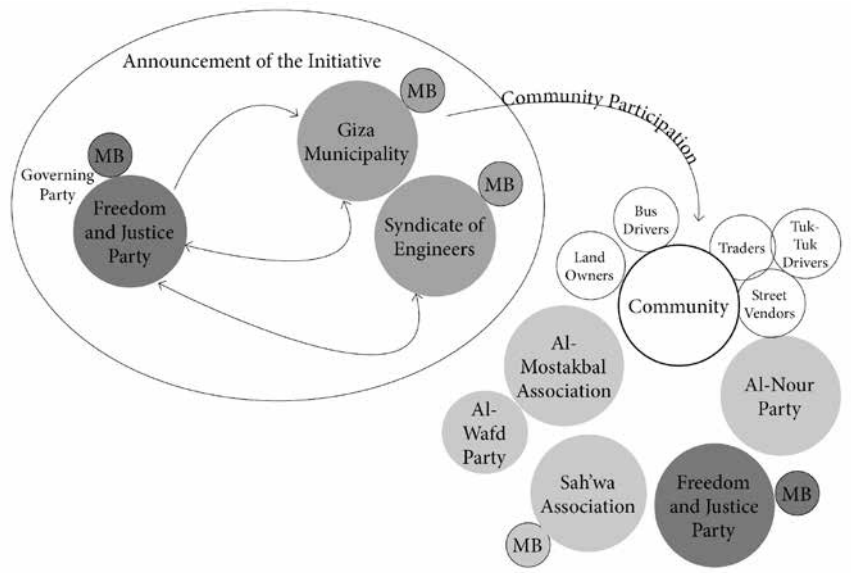 Announcement of the Initiative
MB
Giza
Municipality
MB
Governing
Party
Freedom
and Justice
Party
MB
Syndicate of
Engineers
Community Participation
Bus
Drivers
Land
Owners
Traders
Tuk-
Tuk
Drivers
Street
Vendors
Community
Al-
Mostakbal
Association
Al-Nour
Party
Al-
Wafd
Party
Sah'wa
Association
MB
Freedom
and Justice
Party
MB